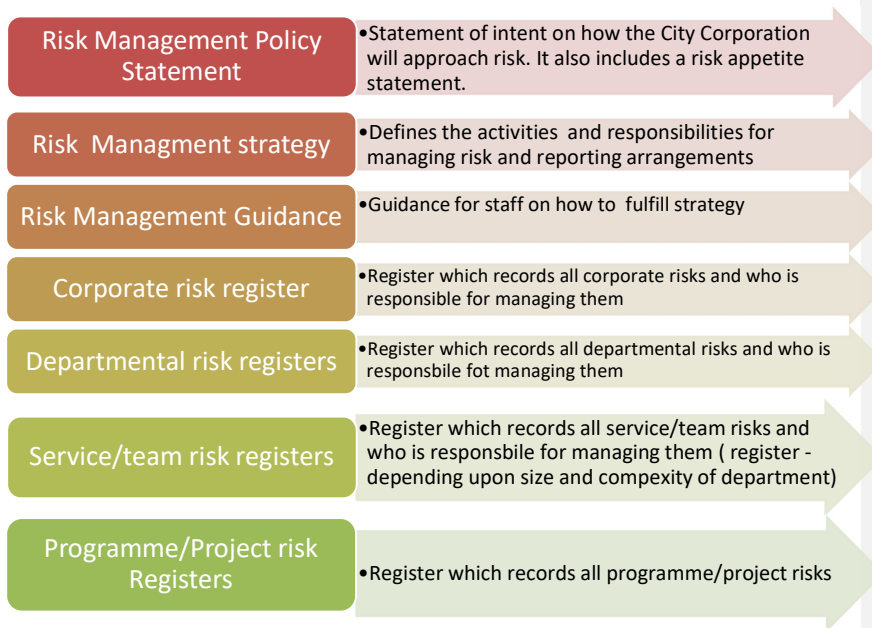 Risk Management Policy
Statement
•Statement of intent on how the City Corporation
will approach risk. It also includes a risk appetite
statement.
Risk  Managment strategy
•Defines the activities  and responsibilities for
managing risk and reporting arrangements
Risk Management Guidance
•Guidance for staff on how to  fulfill strategy
Corporate risk register
•Register which records all corporate risks and who is
responsible for managing them
Departmental risk registers
•Register which records all departmental risks and who is
responsbile fot managing them
Service/team risk registers
•Register which records all service/team risks and
who is responsbile for managing them ( register -
depending upon size and compexity of department)
Programme/Project risk
Registers
•Register which records all programme/project risks